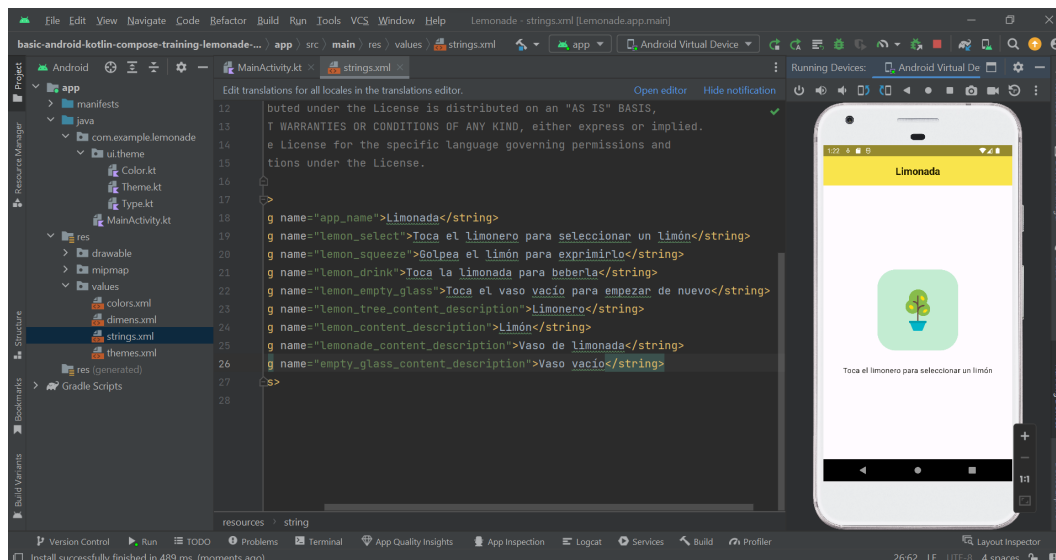 File Edit View Navigate Code Refactor Build Run Tools VCS Window Help Lemonade - strings.xml [Lemonade.app.main]
basic-android-kotlin-compose-training-lemonade-... app src main res values strings.xml app Android Virtual Device
Project
Android
MainActivity.kt strings.xml
Running Devices: Android Virtual De
app
manifests
java
com.example.lemonade
ui.theme
Color.kt
Theme.kt
Type.kt
MainActivity.kt
res
drawable
mipmap
values
colors.xml
dimens.xml
strings.xml
themes.xml
res (generated)
Gradle Scripts
Resource Manager
Structure
Bookmarks
Build Variants
Edit translations for all locales in the translations editor. Open editor Hide notification
12 buted under the License is distributed on an "AS IS" BASIS,
13 T WARRANTIES OR CONDITIONS OF ANY KIND, either express or implied.
14 e License for the specific language governing permissions and
15 tions under the License.
16
17 >
18 g name="app_name">Limonada</string>
19 g name="lemon_select">Toca el limonero para seleccionar un limón</string>
20 g name="lemon_squeeze">Golpea el limón para exprimirlo</string>
21 g name="lemon_drink">Toca la limonada para beberla</string>
22 g name="lemon_empty_glass">Toca el vaso vacío para empezar de nuevo</string>
23 g name="lemon_tree_content_description">Limonero</string>
24 g name="lemon_content_description">Limón</string>
25 g name="lemonade_content_description">Vaso de limonada</string>
26 g name="empty_glass_content_description">Vaso vacío</string>
27 s>
28
resources string
1:22
Limonada
Toca el limonero para seleccionar un limón
1:1
Version Control Run TODO Problems Terminal App Quality Insights App Inspection Logcat Services Build Profiler Layout Inspector
Install successfully finished in 489 ms. (moments ago) 26:62 LF UTF-8 4 spaces